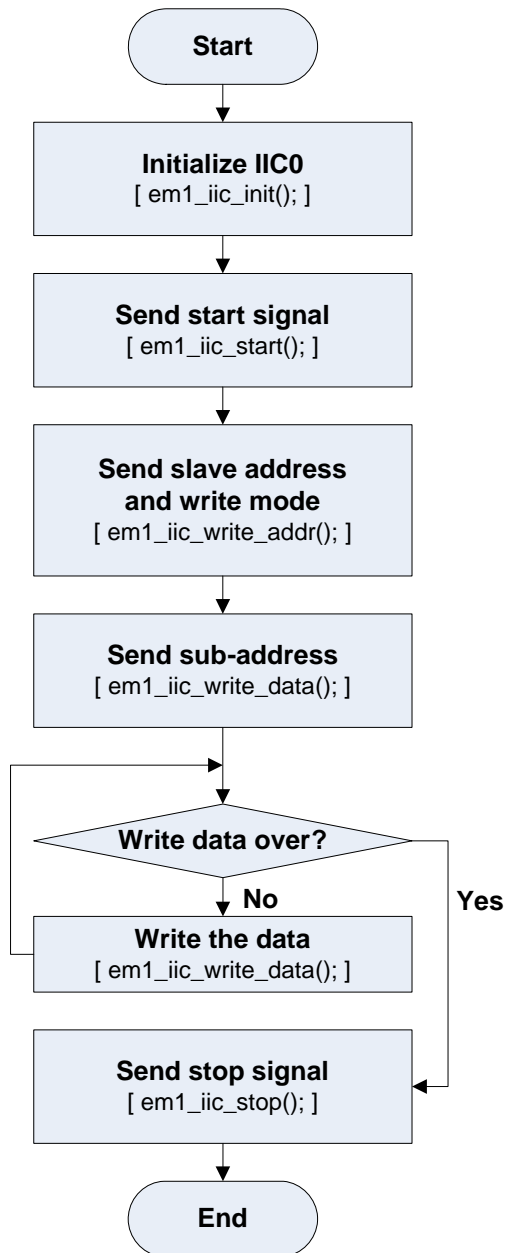 Start
Initialize IIC0
[ em1_iic_init(); ]
Send start signal
[ em1_iic_start(); ]
Send slave address
and write mode
[ em1_iic_write_addr(); ]
Send sub-address
[ em1_iic_write_data(); ]
Write data over?
No
Yes
Write the data
[ em1_iic_write_data(); ]
Send stop signal
[ em1_iic_stop(); ]
End